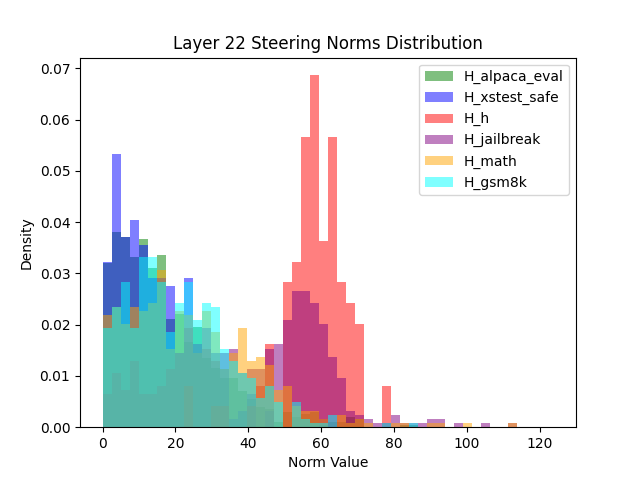 Layer 22 Steering Norms Distribution
0.07
0.06
0.05
0.04
0.03
0.02
0.01
0.00
Density
H_alpaca_eval
H_xstest_safe
H_h
H_jailbreak
H_math
H_gsm8k
0 20 40 60 80 100 120
Norm Value